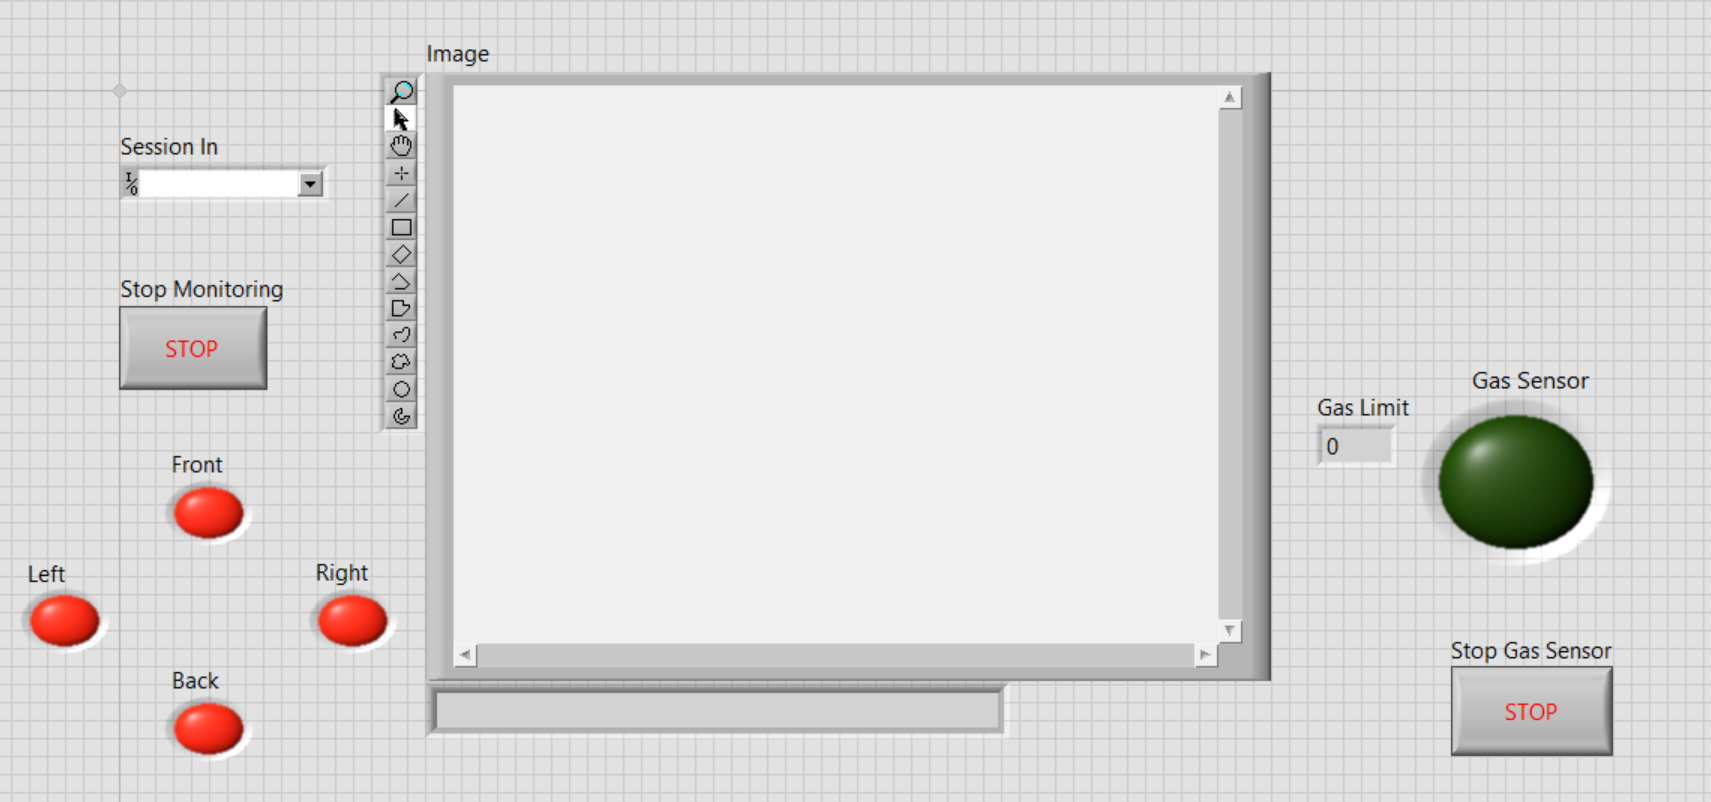 Image
Session In
I/O
Stop Monitoring
STOP
Gas Sensor
Gas Limit
0
Front
Left
Right
Back
Stop Gas Sensor
STOP